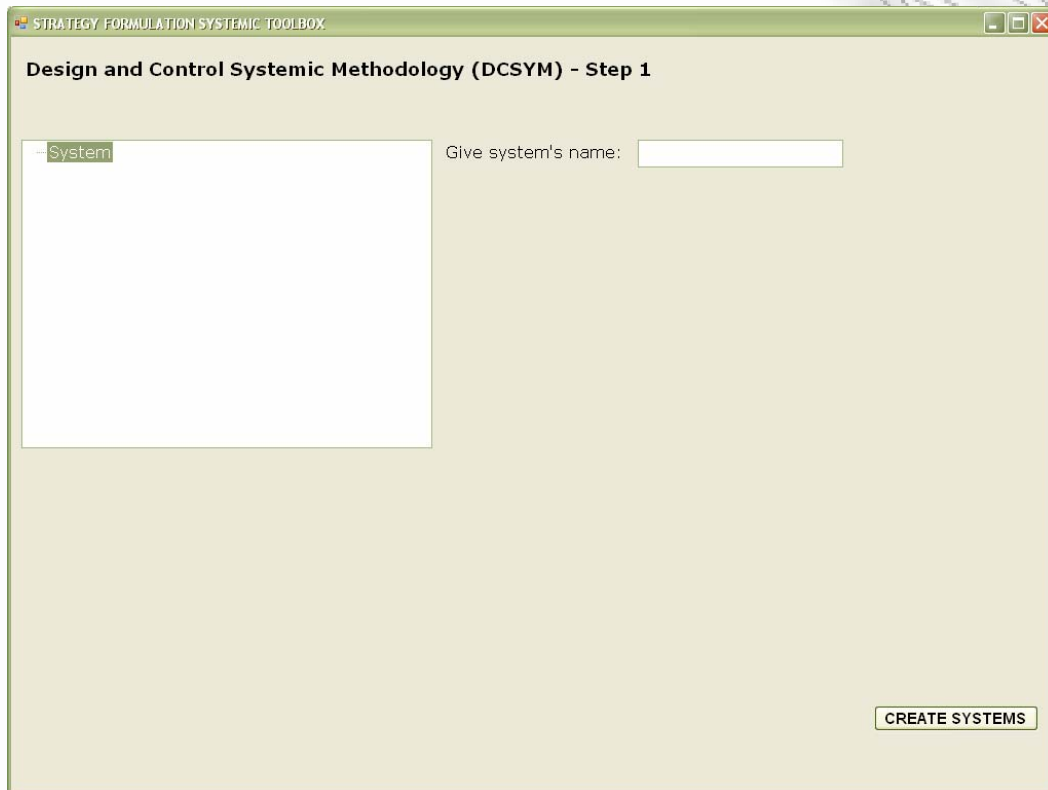 STRATEGY FORMULATION SYSTEMIC TOOLBOX
Design and Control Systemic Methodology (DCSYM) - Step 1
System
Give system's name:
CREATE SYSTEMS